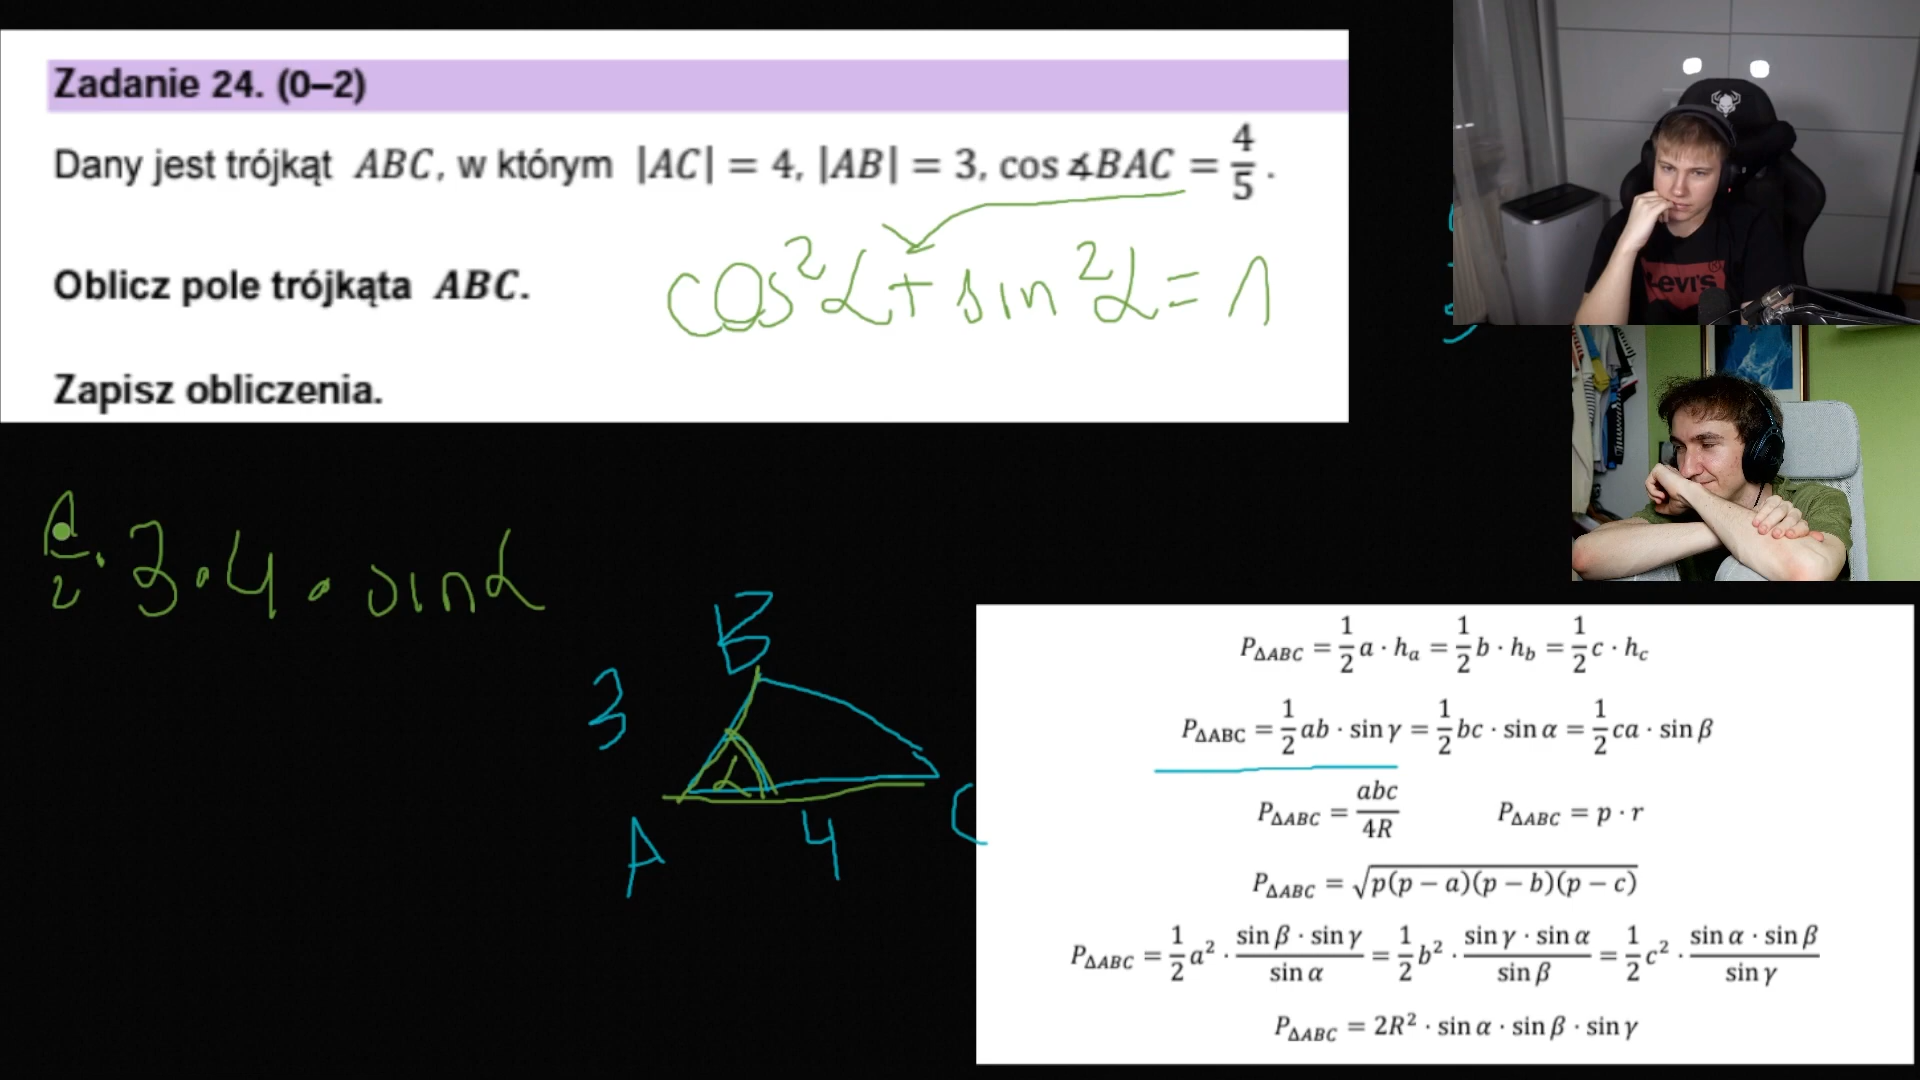 Zadanie 24. (0–2)
Dany jest trójkąt ABC, w którym |AC| = 4, |AB| = 3, cos ∡BAC = 4/5 .
cos²α + sin²α = 1
Oblicz pole trójkąta ABC.
Zapisz obliczenia.
Levi's
1/2 · 3 · 4 · sinα
B
3
α
A
4
C
P_ΔABC = 1/2 a · h_a = 1/2 b · h_b = 1/2 c · h_c
P_ΔABC = 1/2 ab · sin γ = 1/2 bc · sin α = 1/2 ca · sin β
P_ΔABC = abc/4R
P_ΔABC = p · r
P_ΔABC = √(p(p − a)(p − b)(p − c))
P_ΔABC = 1/2 a² · (sin β · sin γ)/(sin α) = 1/2 b² · (sin γ · sin α)/(sin β) = 1/2 c² · (sin α · sin β)/(sin γ)
P_ΔABC = 2R² · sin α · sin β · sin γ